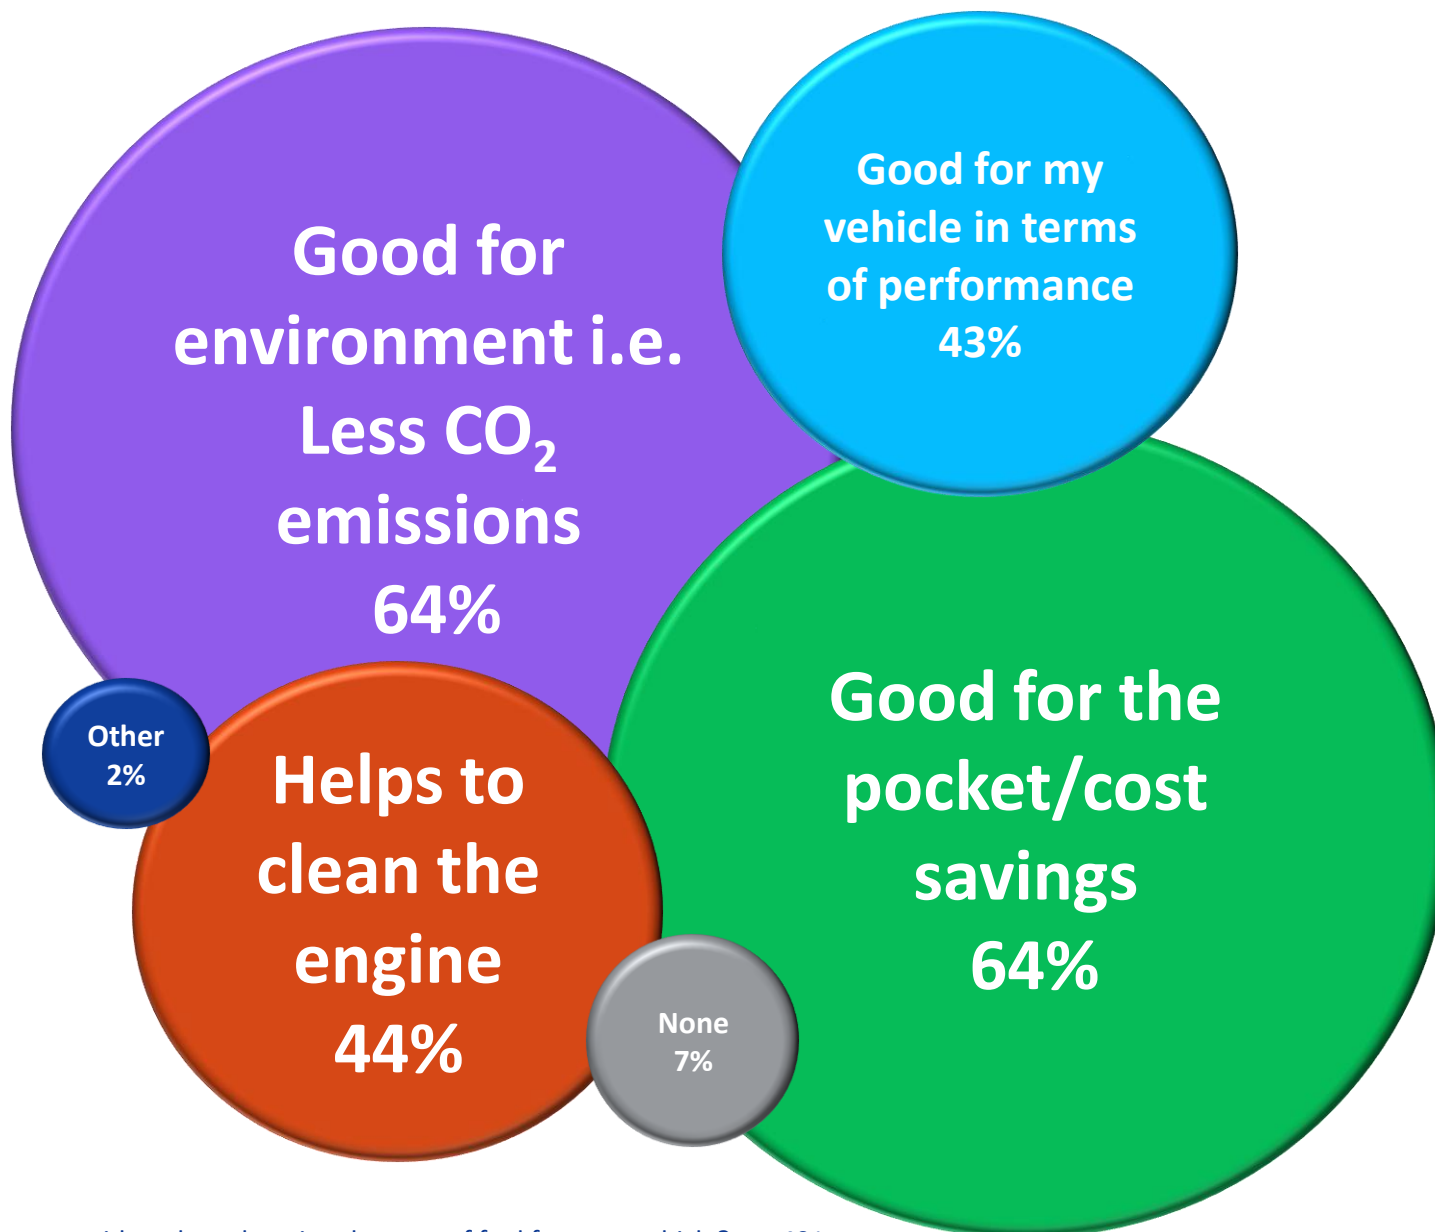 Good for
environment i.e.
Less CO₂
emissions
64%
Good for my
vehicle in terms
of performance
43%
Good for the
pocket/cost
savings
64%
Other
2%
Helps to
clean the
engine
44%
None
7%